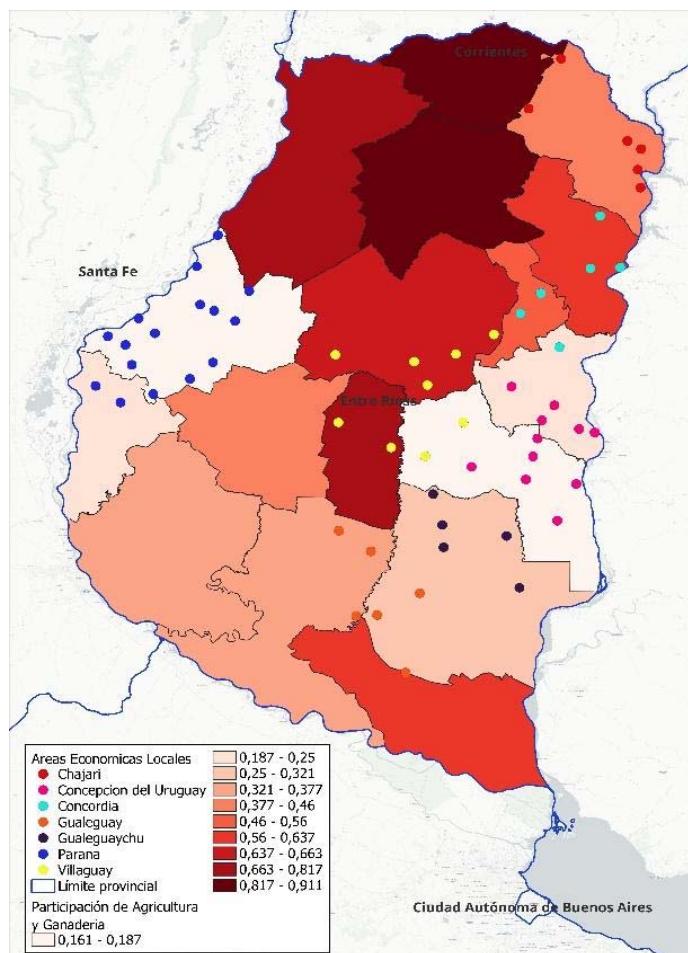 Corrientes
Santa Fe
Entre Rios
Areas Economicas Locales
Chajari
Concepcion del Uruguay
Concordia
Gualeguay
Gualeguaychu
Parana
Villaguay
Límite provincial
Participación de Agricultura
y Ganaderia
0,161 - 0,187
0,187 - 0,25
0,25 - 0,321
0,321 - 0,377
0,377 - 0,46
0,46 - 0,56
0,56 - 0,637
0,637 - 0,663
0,663 - 0,817
0,817 - 0,911
Ciudad Autónoma de Buenos Aires